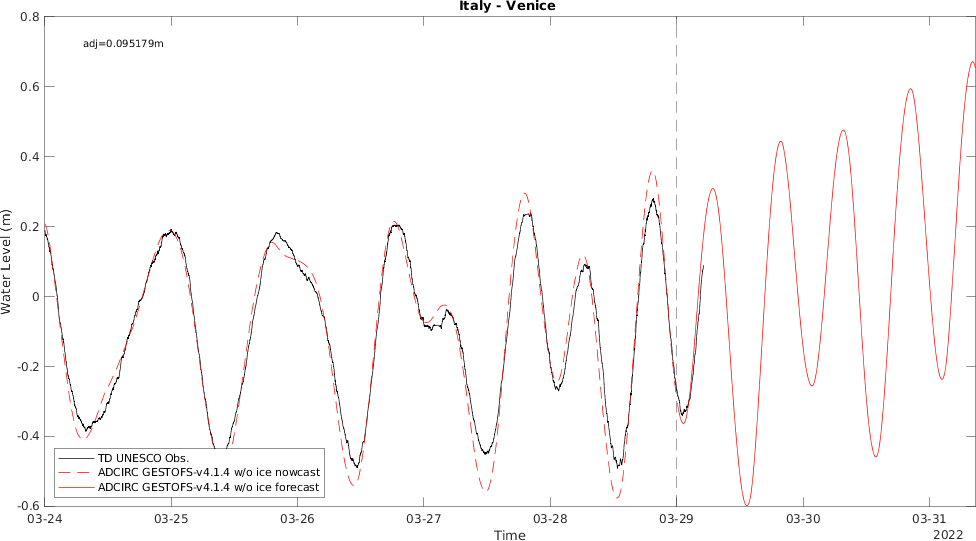 Italy - Venice
adj=0.095179m
Water Level (m)
0.8
0.6
0.4
0.2
0
-0.2
-0.4
-0.6
TD UNESCO Obs.
ADCIRC GESTOFS-v4.1.4 w/o ice nowcast
ADCIRC GESTOFS-v4.1.4 w/o ice forecast
03-24 03-25 03-26 03-27 03-28 03-29 03-30 03-31
Time
2022